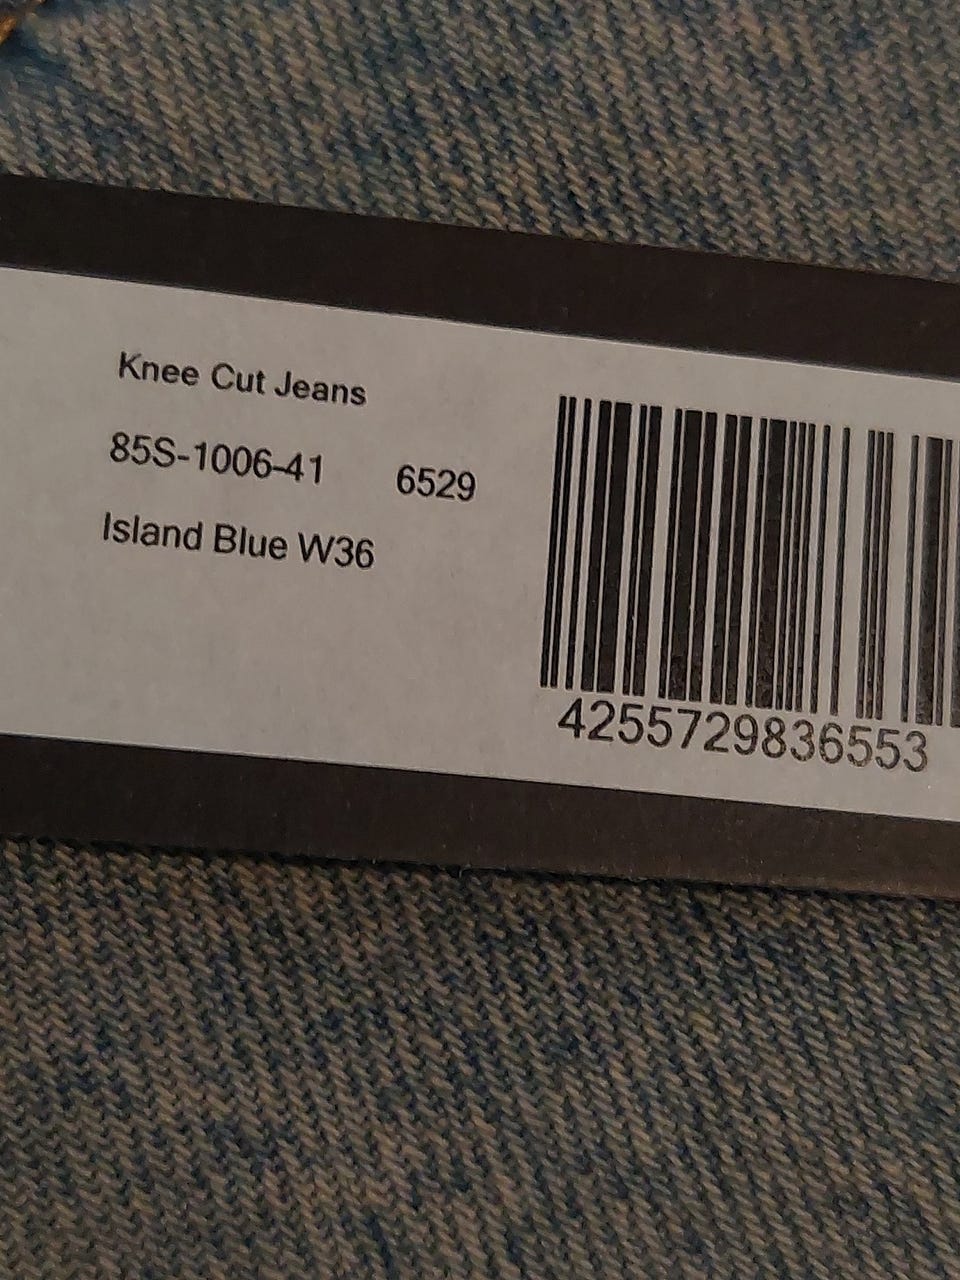 Knee Cut Jeans
85S-1006-41 6529
Island Blue W36
4255729836553